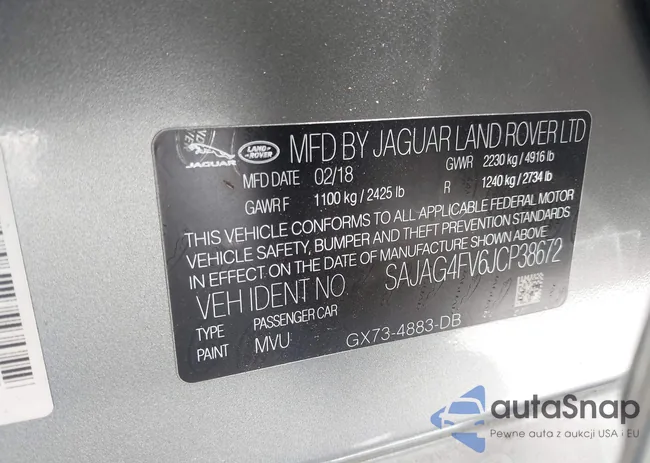 JAGUAR LAND ROVER MFD BY JAGUAR LAND ROVER LTD
MFD DATE 02/18 GWR 2230 kg / 4916 lb
GAWR F 1100 kg / 2425 lb R 1240 kg / 2734 lb
THIS VEHICLE CONFORMS TO ALL APPLICABLE FEDERAL MOTOR
VEHICLE SAFETY, BUMPER AND THEFT PREVENTION STANDARDS
IN EFFECT ON THE DATE OF MANUFACTURE SHOWN ABOVE
VEH IDENT NO. SAJAG4FV6JCP38672
TYPE PASSENGER CAR
PAINT MVU GX73-4883-DB
autaSnap
Pewne auta z aukcji USA i EU